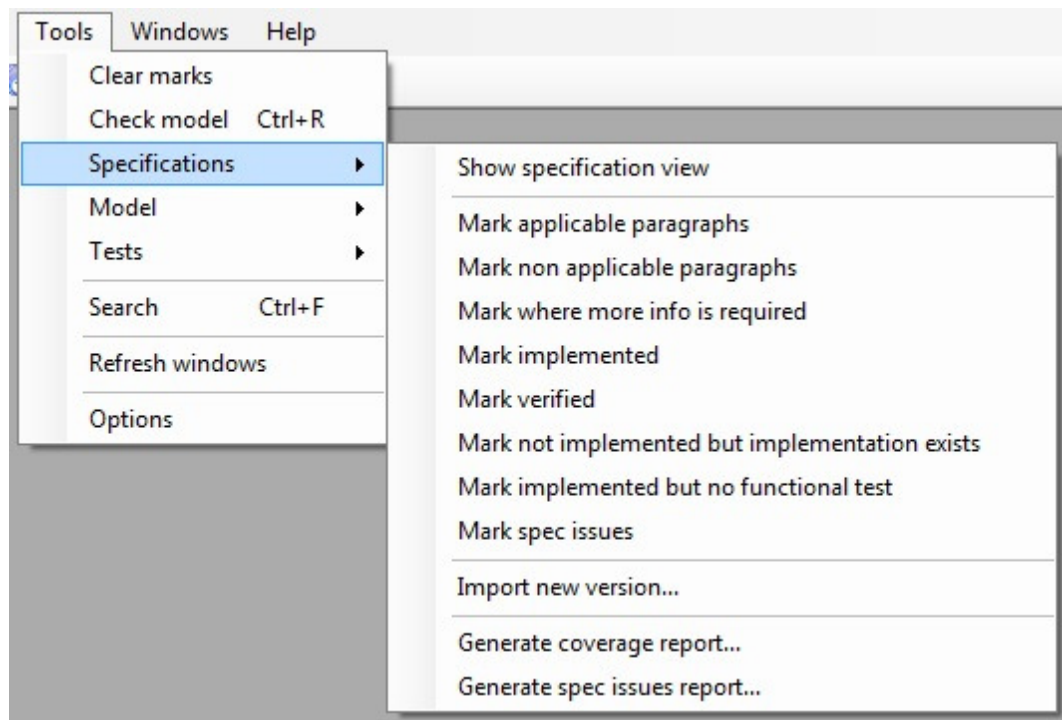 Tools Windows Help
Clear marks
Check model Ctrl+R
Specifications
Model
Tests
Search Ctrl+F
Refresh windows
Options
Show specification view
Mark applicable paragraphs
Mark non applicable paragraphs
Mark where more info is required
Mark implemented
Mark verified
Mark not implemented but implementation exists
Mark implemented but no functional test
Mark spec issues
Import new version...
Generate coverage report...
Generate spec issues report...